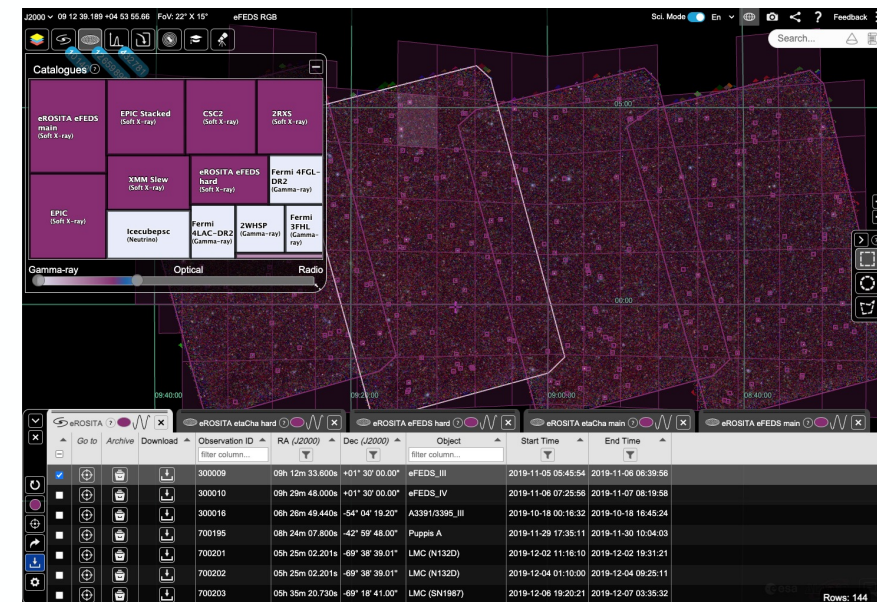 J2000 09 12 39.189 +04 53 55.66 FoV: 22° X 15° eFEDS RGB Sci. Mode En ? Feedback
Search...
Catalogues ?
eROSITA eFEDS main (Soft X-ray)
EPIC Stacked (Soft X-ray)
CSC2 (Soft X-ray)
2RXS (Soft X-ray)
XMM Slew (Soft X-ray)
eROSITA eFEDS hard (Soft X-ray)
Fermi 4FGL-DR2 (Gamma-ray)
EPIC (Soft X-ray)
Icecubepsc (Neutrino)
Fermi 4LAC-DR2 (Gamma-ray)
2WHSP (Gamma-ray)
Fermi 3FHL (Gamma-ray)
Gamma-ray Optical Radio
05:00
00:00
09:40:00 09:20:00 09:00:00 08:40:00
eROSITA ? X eROSITA etaCha hard ? X eROSITA eFEDS hard ? X eROSITA etaCha main ? X eROSITA eFEDS main ? X
Go to Archive Download Observation ID RA (J2000) Dec (J2000) Object Start Time End Time
filter column... filter column...
300009 09h 12m 33.600s +01° 30' 00.00" eFEDS_III 2019-11-05 05:45:54 2019-11-06 06:39:56
300010 09h 29m 48.000s +01° 30' 00.00" eFEDS_IV 2019-11-06 07:25:56 2019-11-07 08:19:58
300016 06h 26m 49.440s -54° 04' 19.20" A3391/3395_III 2019-10-18 00:16:32 2019-10-18 16:45:24
700195 08h 24m 07.800s -42° 59' 48.00" Puppis A 2019-11-29 17:35:11 2019-11-30 10:04:03
700201 05h 25m 02.201s -69° 38' 39.01" LMC (N132D) 2019-12-02 11:16:10 2019-12-02 19:31:21
700202 05h 25m 02.201s -69° 38' 39.01" LMC (N132D) 2019-12-04 01:10:00 2019-12-04 09:25:11
700203 05h 35m 20.730s -69° 18' 41.00" LMC (SN1987) 2019-12-06 19:20:21 2019-12-07 03:35:32
Rows: 144